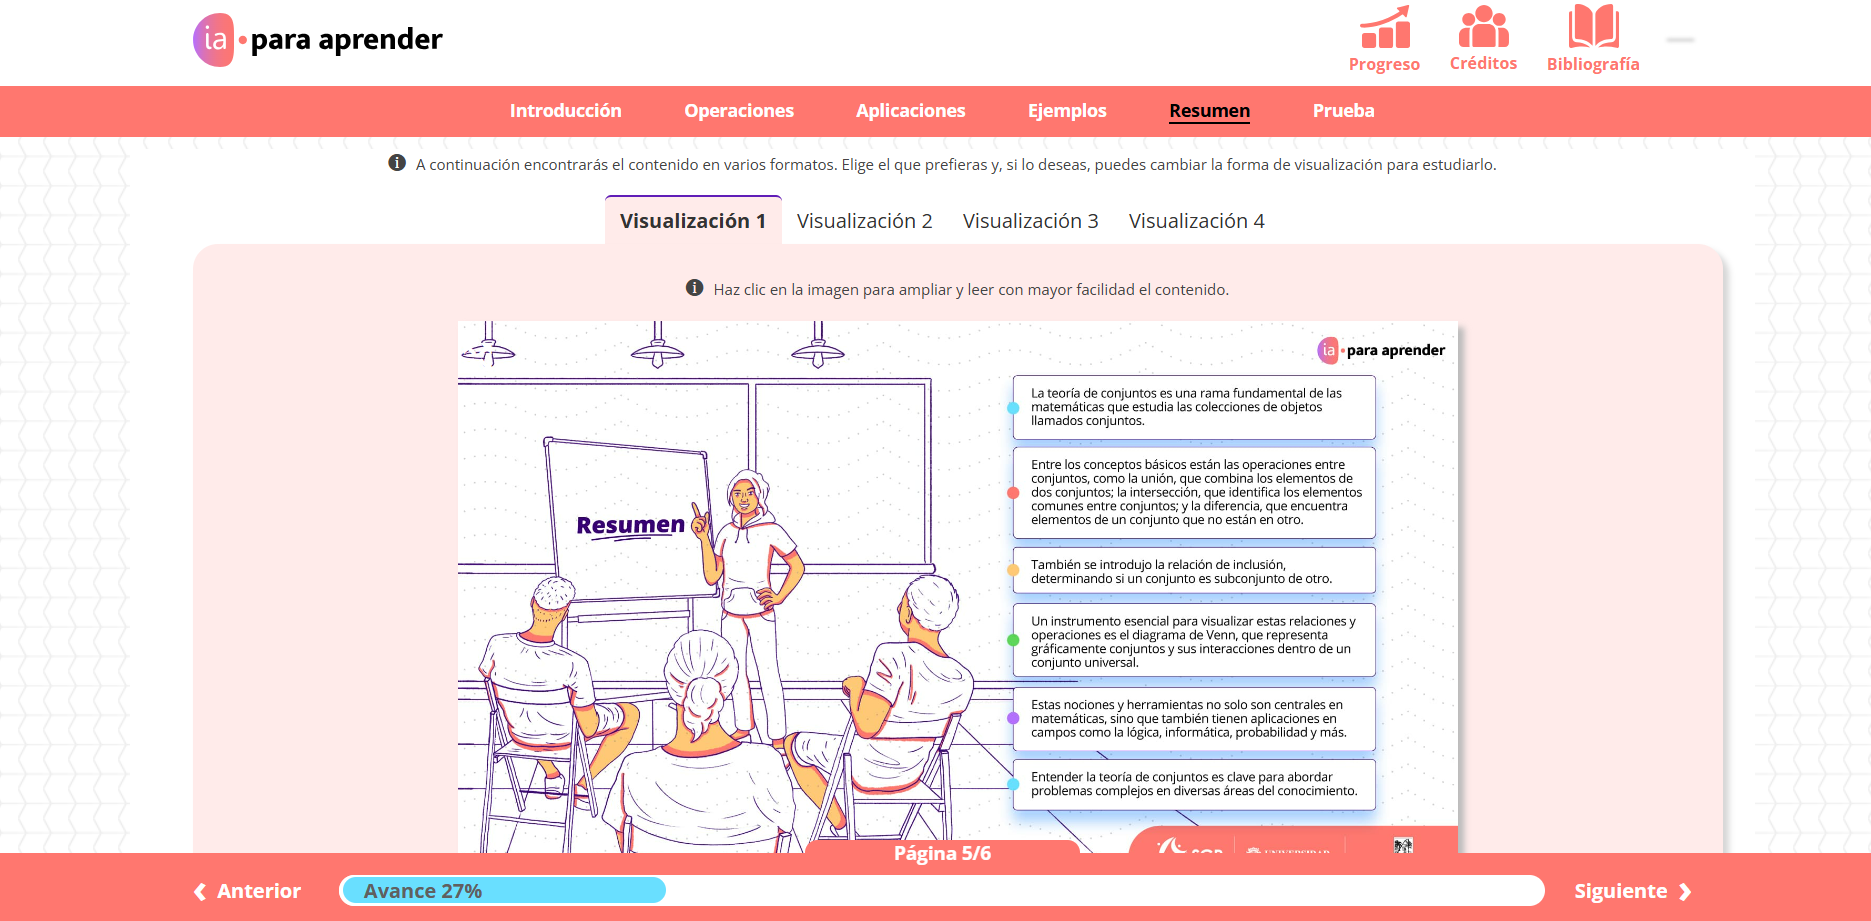 ia para aprender
Progreso
Créditos
Bibliografía
Introducción
Operaciones
Aplicaciones
Ejemplos
Resumen
Prueba
A continuación encontrarás el contenido en varios formatos. Elige el que prefieras y, si lo deseas, puedes cambiar la forma de visualización para estudiarlo.
Visualización 1
Visualización 2
Visualización 3
Visualización 4
Haz clic en la imagen para ampliar y leer con mayor facilidad el contenido.
ia para aprender
Resumen
La teoría de conjuntos es una rama fundamental de las
matemáticas que estudia las colecciones de objetos
llamados conjuntos.
Entre los conceptos básicos están las operaciones entre
conjuntos, como la unión, que combina los elementos de
dos conjuntos; la intersección, que identifica los elementos
comunes entre conjuntos; y la diferencia, que encuentra
elementos de un conjunto que no están en otro.
También se introdujo la relación de inclusión,
determinando si un conjunto es subconjunto de otro.
Un instrumento esencial para visualizar estas relaciones y
operaciones es el diagrama de Venn, que representa
gráficamente conjuntos y sus interacciones dentro de un
conjunto universal.
Estas nociones y herramientas no solo son centrales en
matemáticas, sino que también tienen aplicaciones en
campos como la lógica, informática, probabilidad y más.
Entender la teoría de conjuntos es clave para abordar
problemas complejos en diversas áreas del conocimiento.
Página 5/6
Anterior
Avance 27%
Siguiente